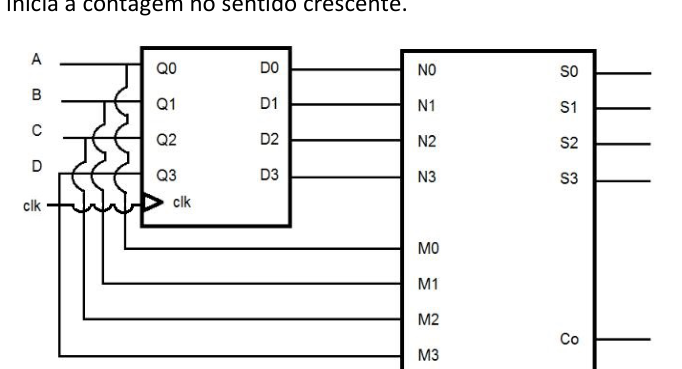 inicia a contagem no sentido crescente.
A
B
C
D
clk
Q0
Q1
Q2
Q3
clk
D0
D1
D2
D3
N0
N1
N2
N3
M0
M1
M2
M3
S0
S1
S2
S3
Co